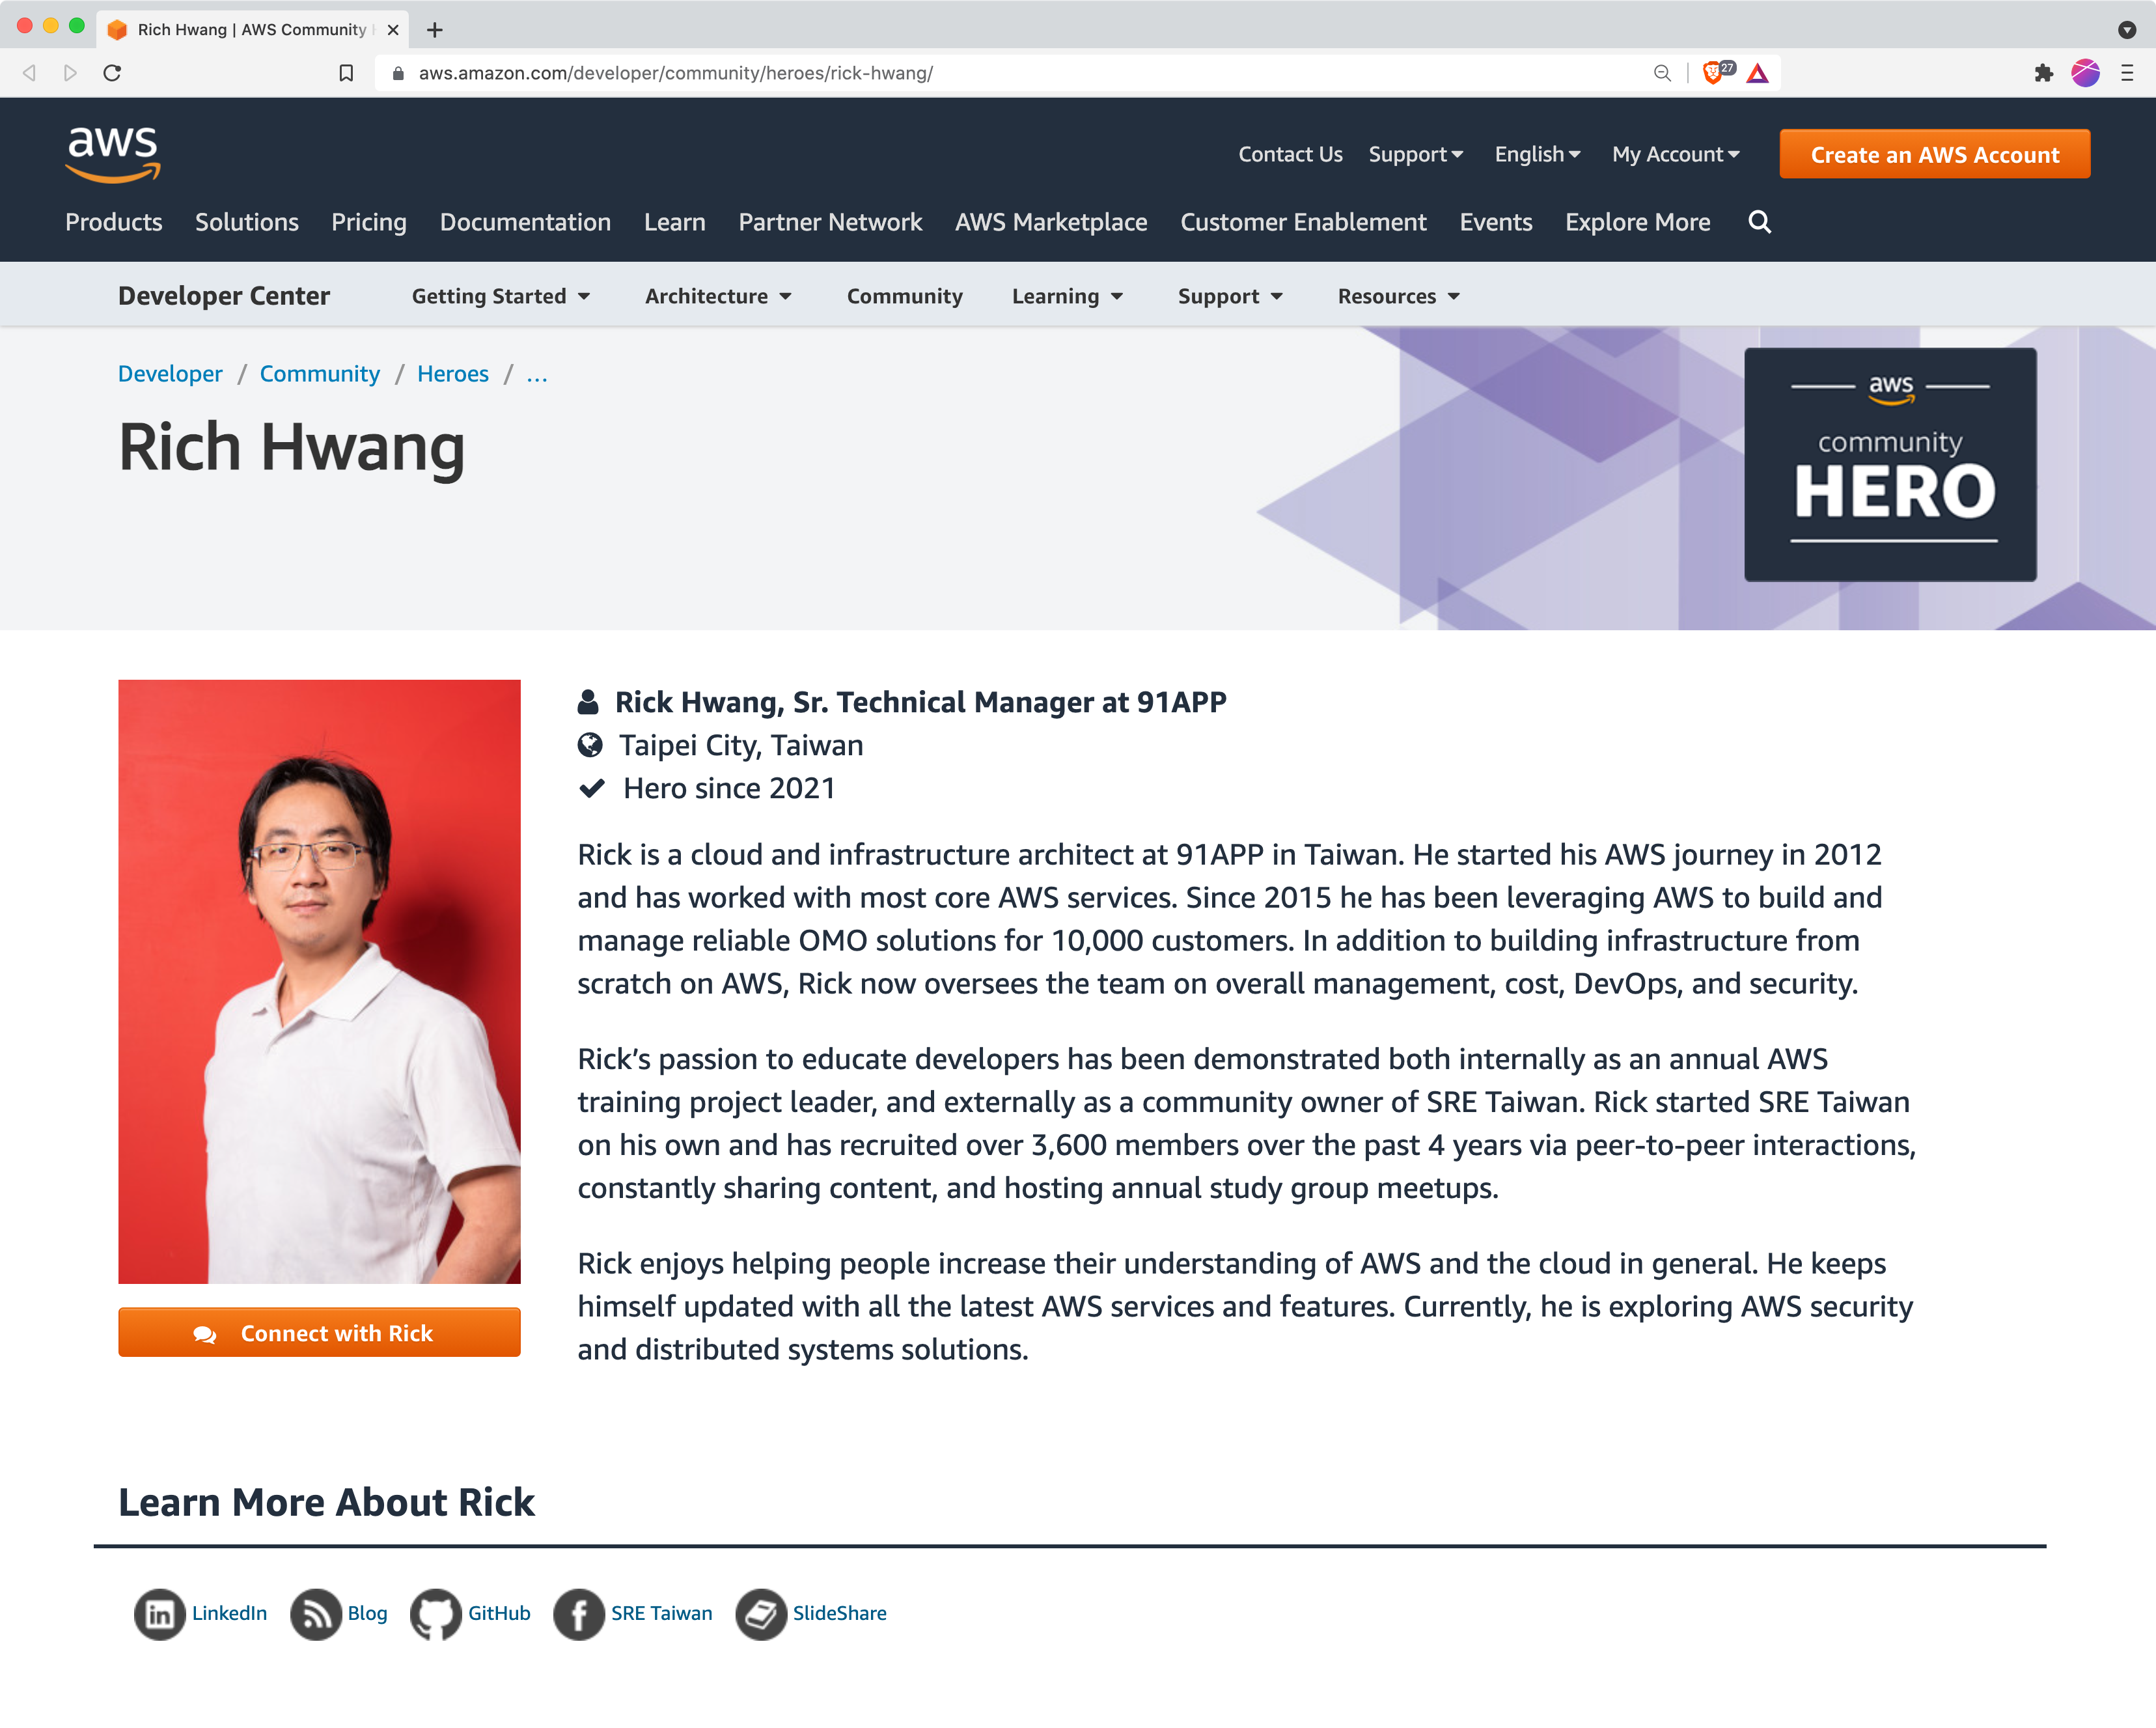 Rich Hwang | AWS Community
aws.amazon.com/developer/community/heroes/rick-hwang/
27
aws
Contact Us Support English My Account Create an AWS Account
Products Solutions Pricing Documentation Learn Partner Network AWS Marketplace Customer Enablement Events Explore More
Developer Center Getting Started Architecture Community Learning Support Resources
Developer / Community / Heroes / ...
Rich Hwang
aws
community
HERO
Rick Hwang, Sr. Technical Manager at 91APP
Taipei City, Taiwan
Hero since 2021
Rick is a cloud and infrastructure architect at 91APP in Taiwan. He started his AWS journey in 2012
and has worked with most core AWS services. Since 2015 he has been leveraging AWS to build and
manage reliable OMO solutions for 10,000 customers. In addition to building infrastructure from
scratch on AWS, Rick now oversees the team on overall management, cost, DevOps, and security.
Rick’s passion to educate developers has been demonstrated both internally as an annual AWS
training project leader, and externally as a community owner of SRE Taiwan. Rick started SRE Taiwan
on his own and has recruited over 3,600 members over the past 4 years via peer-to-peer interactions,
constantly sharing content, and hosting annual study group meetups.
Rick enjoys helping people increase their understanding of AWS and the cloud in general. He keeps
himself updated with all the latest AWS services and features. Currently, he is exploring AWS security
and distributed systems solutions.
Connect with Rick
Learn More About Rick
LinkedIn Blog GitHub SRE Taiwan SlideShare